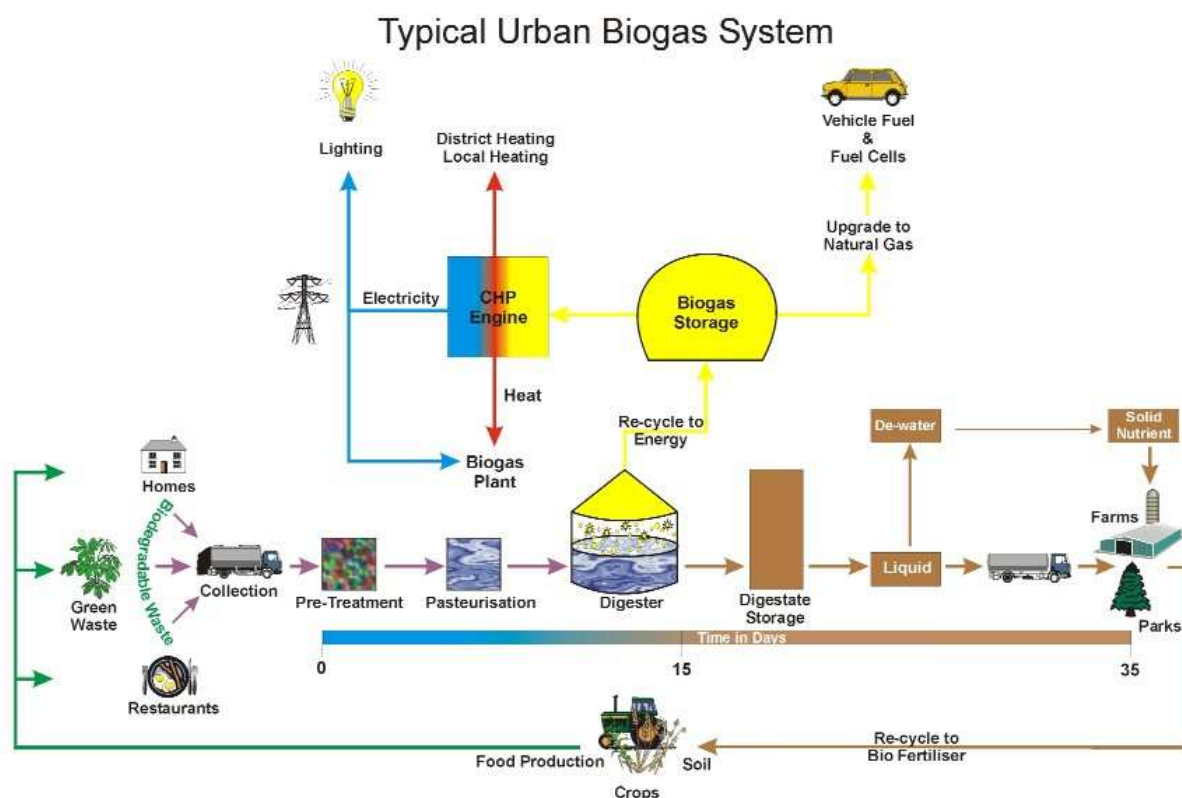 Typical Urban Biogas System
Lighting
District Heating
Local Heating
Vehicle Fuel
&
Fuel Cells
Upgrade to
Natural Gas
Electricity
CHP
Engine
Biogas
Storage
Heat
Re-cycle to
Energy
Biogas
Plant
De-water
Solid
Nutrient
Homes
Biodegradable Waste
Green
Waste
Restaurants
Collection
Pre-Treatment
Pasteurisation
Digester
Digestate
Storage
Liquid
Farms
Parks
Time in Days
0
15
35
Food Production
Crops
Soil
Re-cycle to
Bio Fertiliser